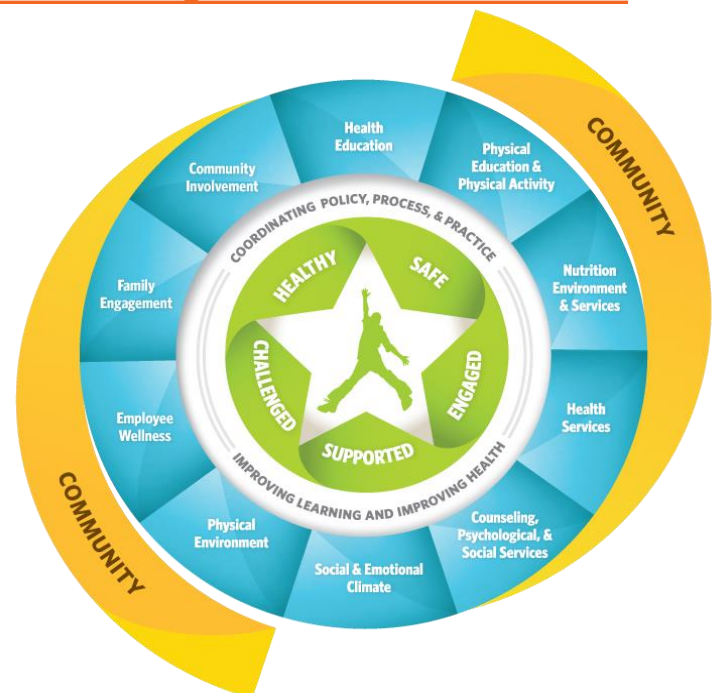 COMMUNITY
Health
Education
Physical
Education &
Physical Activity
Nutrition
Environment
& Services
Health
Services
Counseling,
Psychological, &
Social Services
Social & Emotional
Climate
Physical
Environment
Employee
Wellness
Family
Engagement
Community
Involvement
COORDINATING POLICY, PROCESS, & PRACTICE
IMPROVING LEARNING AND IMPROVING HEALTH
HEALTHY
SAFE
ENGAGED
SUPPORTED
CHALLENGED
COMMUNITY